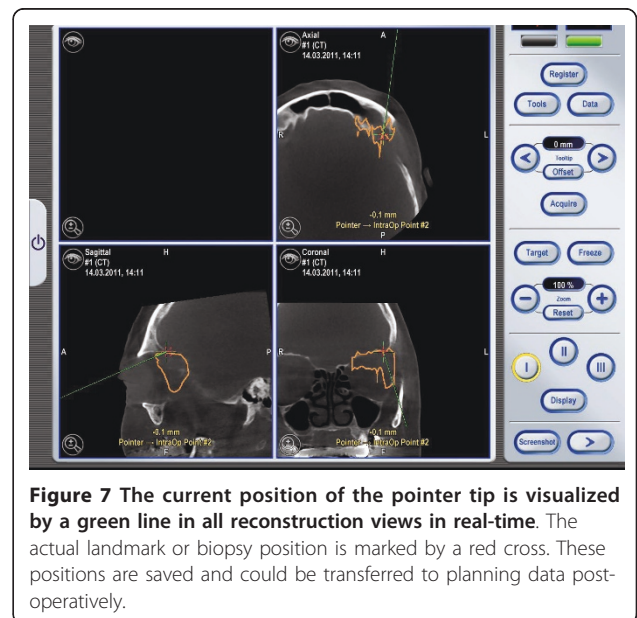 Axial
#1 (CT)
14.03.2011, 14:11
A
R
L
-0.1 mm
Pointer → IntraOp Point #2
P
Sagittal
#1 (CT)
14.03.2011, 14:11
H
A
P
-0.1 mm
Pointer → IntraOp Point #2
F
Coronal
#1 (CT)
14.03.2011, 14:11
H
R
L
-0.1 mm
Pointer → IntraOp Point #2
F
Register
Tools
Data
0 mm
Tooltip
Offset
Acquire
Target
Freeze
100 %
Zoom
Reset
I
II
III
Display
Screenshot
Figure 7 The current position of the pointer tip is visualized
by a green line in all reconstruction views in real-time. The
actual landmark or biopsy position is marked by a red cross. These
positions are saved and could be transferred to planning data post-
operatively.